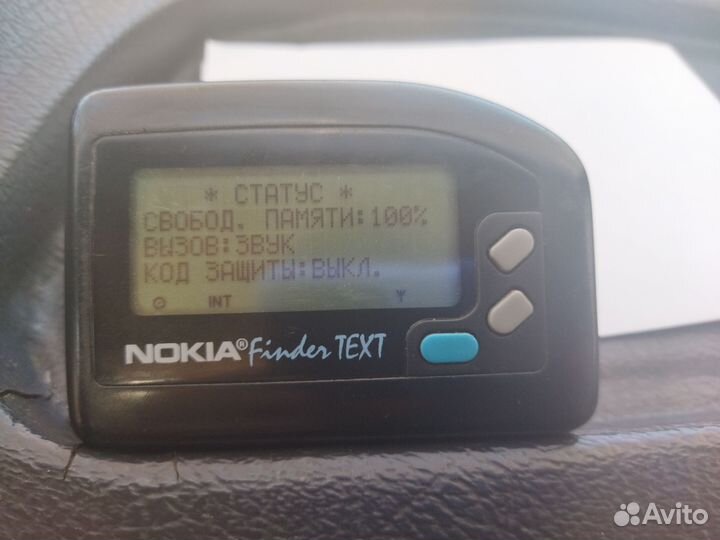 * СТАТУС *
СВОБОД. ПАМЯТИ:100%
ВЫЗОВ:ЗВУК
КОД ЗАЩИТЫ:ВЫКЛ.
INT
NOKIA® Finder TEXT
Avito